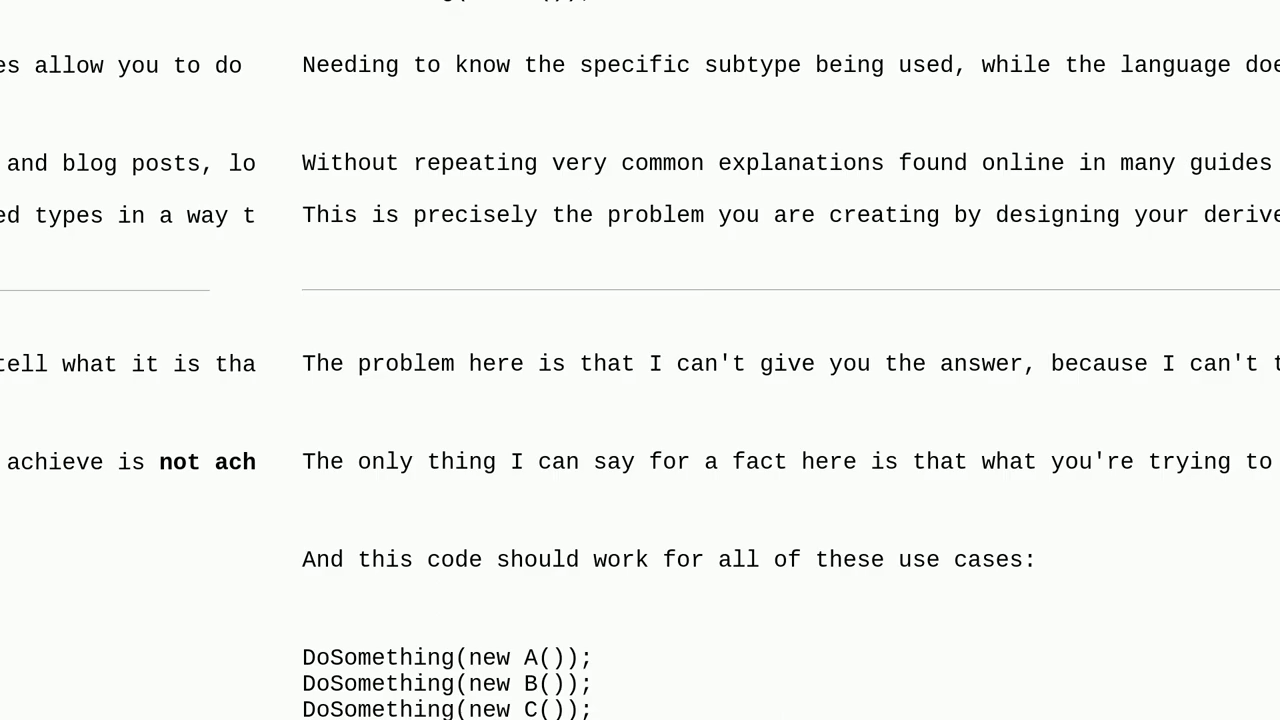 es allow you to do
Needing to know the specific subtype being used, while the language doe
and blog posts, lo
Without repeating very common explanations found online in many guides
ed types in a way t
This is precisely the problem you are creating by designing your derive
tell what it is tha
The problem here is that I can't give you the answer, because I can't t
achieve is not ach
The only thing I can say for a fact here is that what you're trying to
And this code should work for all of these use cases:
DoSomething(new A());
DoSomething(new B());
DoSomething(new C());